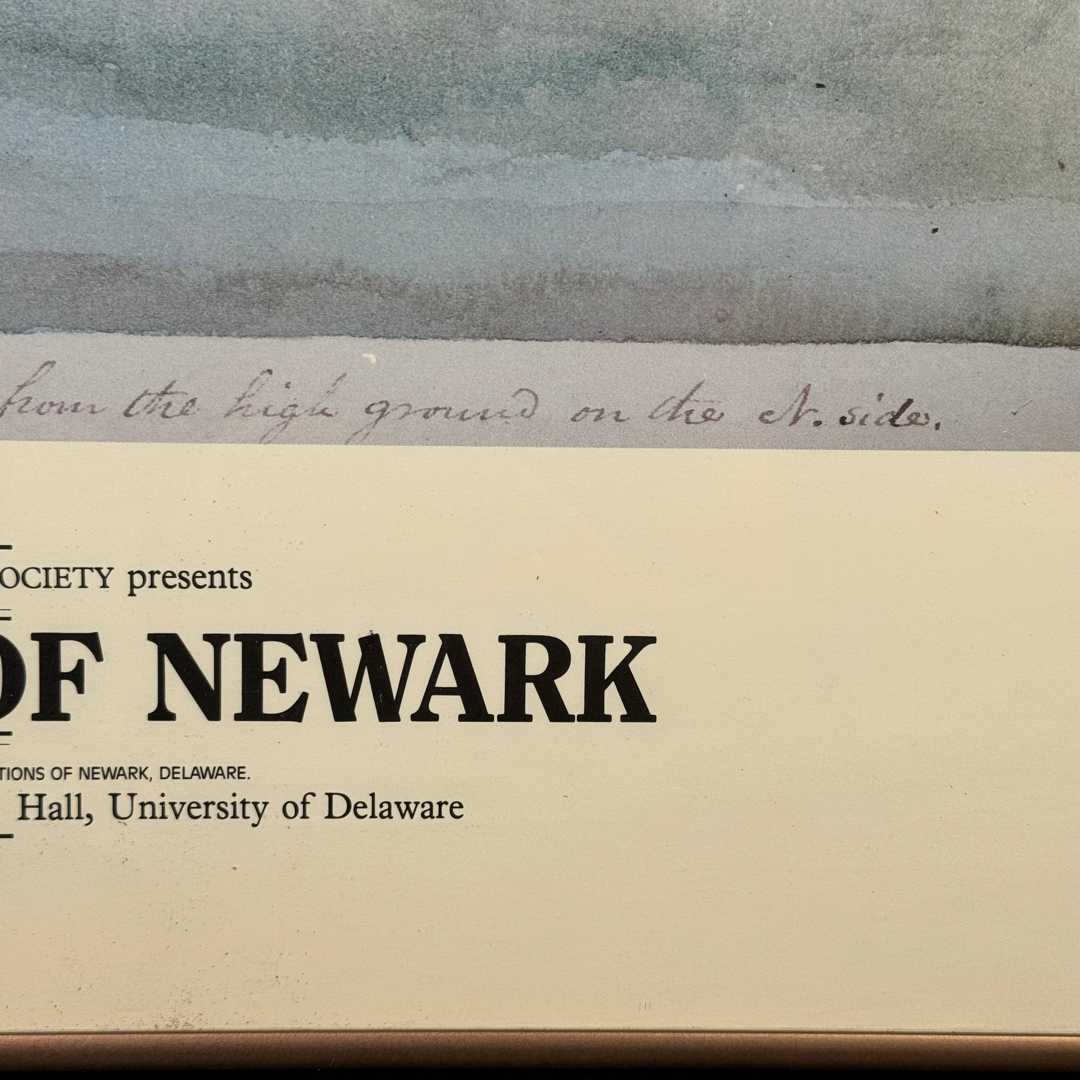 from the high ground on the N. side.
OCIETY presents
OF NEWARK
TIONS OF NEWARK, DELAWARE.
Hall, University of Delaware